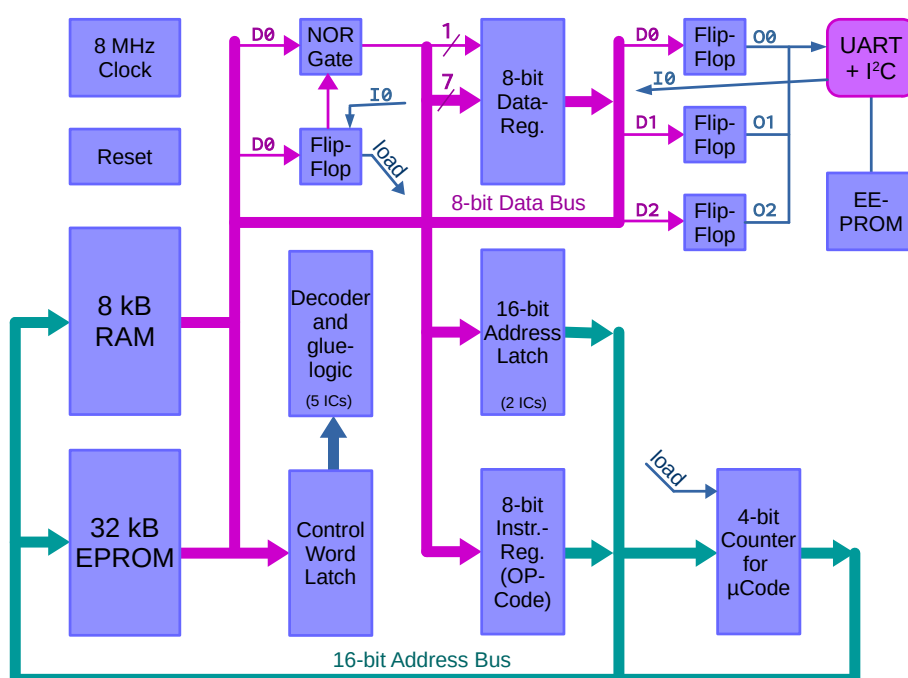 8 MHz
Clock
Reset
8 kB
RAM
32 kB
EPROM
D0
NOR
Gate
D0
Flip-
Flop
I0
load
1
7
8-bit
Data-
Reg.
8-bit Data Bus
D0
Flip-
Flop
O0
I0
D1
Flip-
Flop
O1
D2
Flip-
Flop
O2
UART
+ I²C
EE-
PROM
Decoder
and
glue-
logic
(5 ICs)
Control
Word
Latch
16-bit
Address
Latch
(2 ICs)
8-bit
Instr.-
Reg.
(OP-
Code)
load
4-bit
Counter
for
µCode
16-bit Address Bus